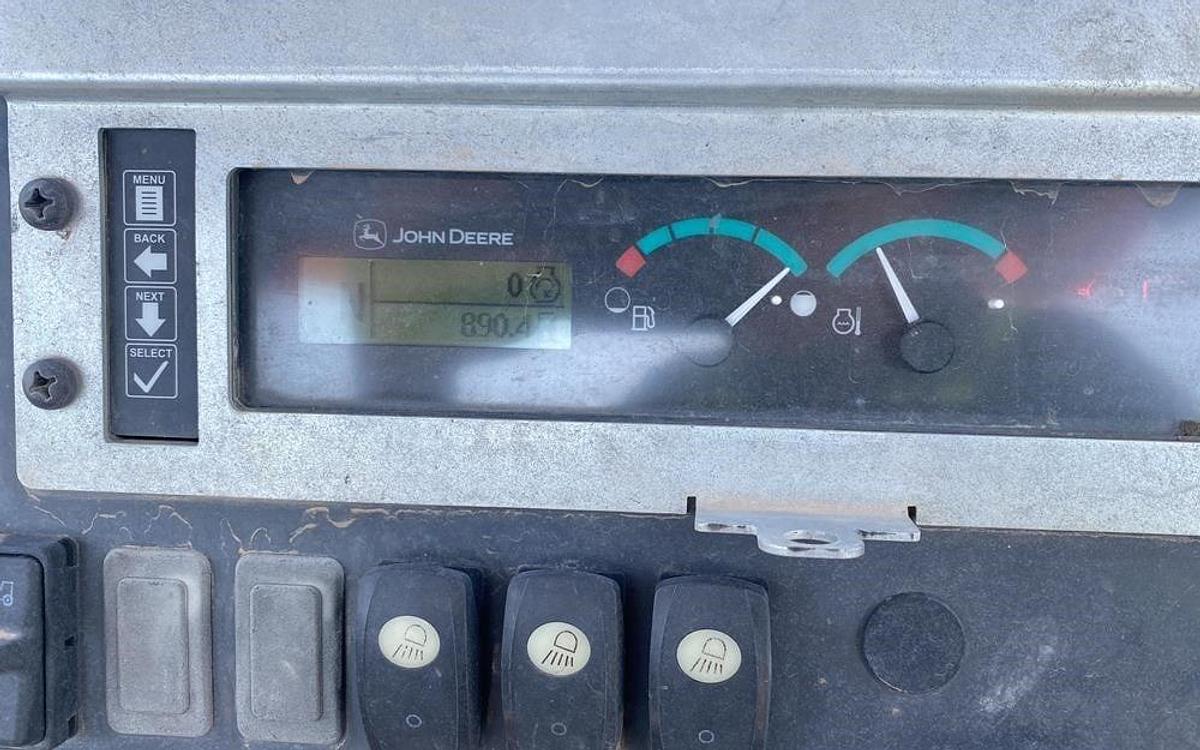 MENU
BACK
NEXT
SELECT
JOHN DEERE
0
890.4